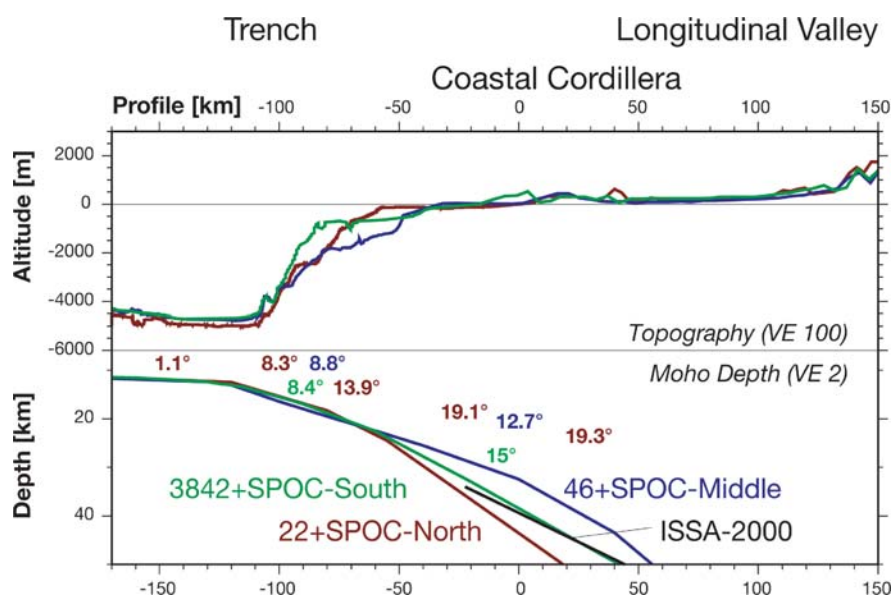 Trench Longitudinal Valley
Coastal Cordillera
Profile [km] -100 -50 0 50 100 150
Altitude [m]
2000
0
-2000
-4000
-6000
Topography (VE 100)
Moho Depth (VE 2)
1.1° 8.3° 8.8°
8.4° 13.9°
19.1° 12.7°
19.3°
15°
Depth [km]
20
40
3842+SPOC-South 46+SPOC-Middle
22+SPOC-North ISSA-2000
-150 -100 -50 0 50 100 150